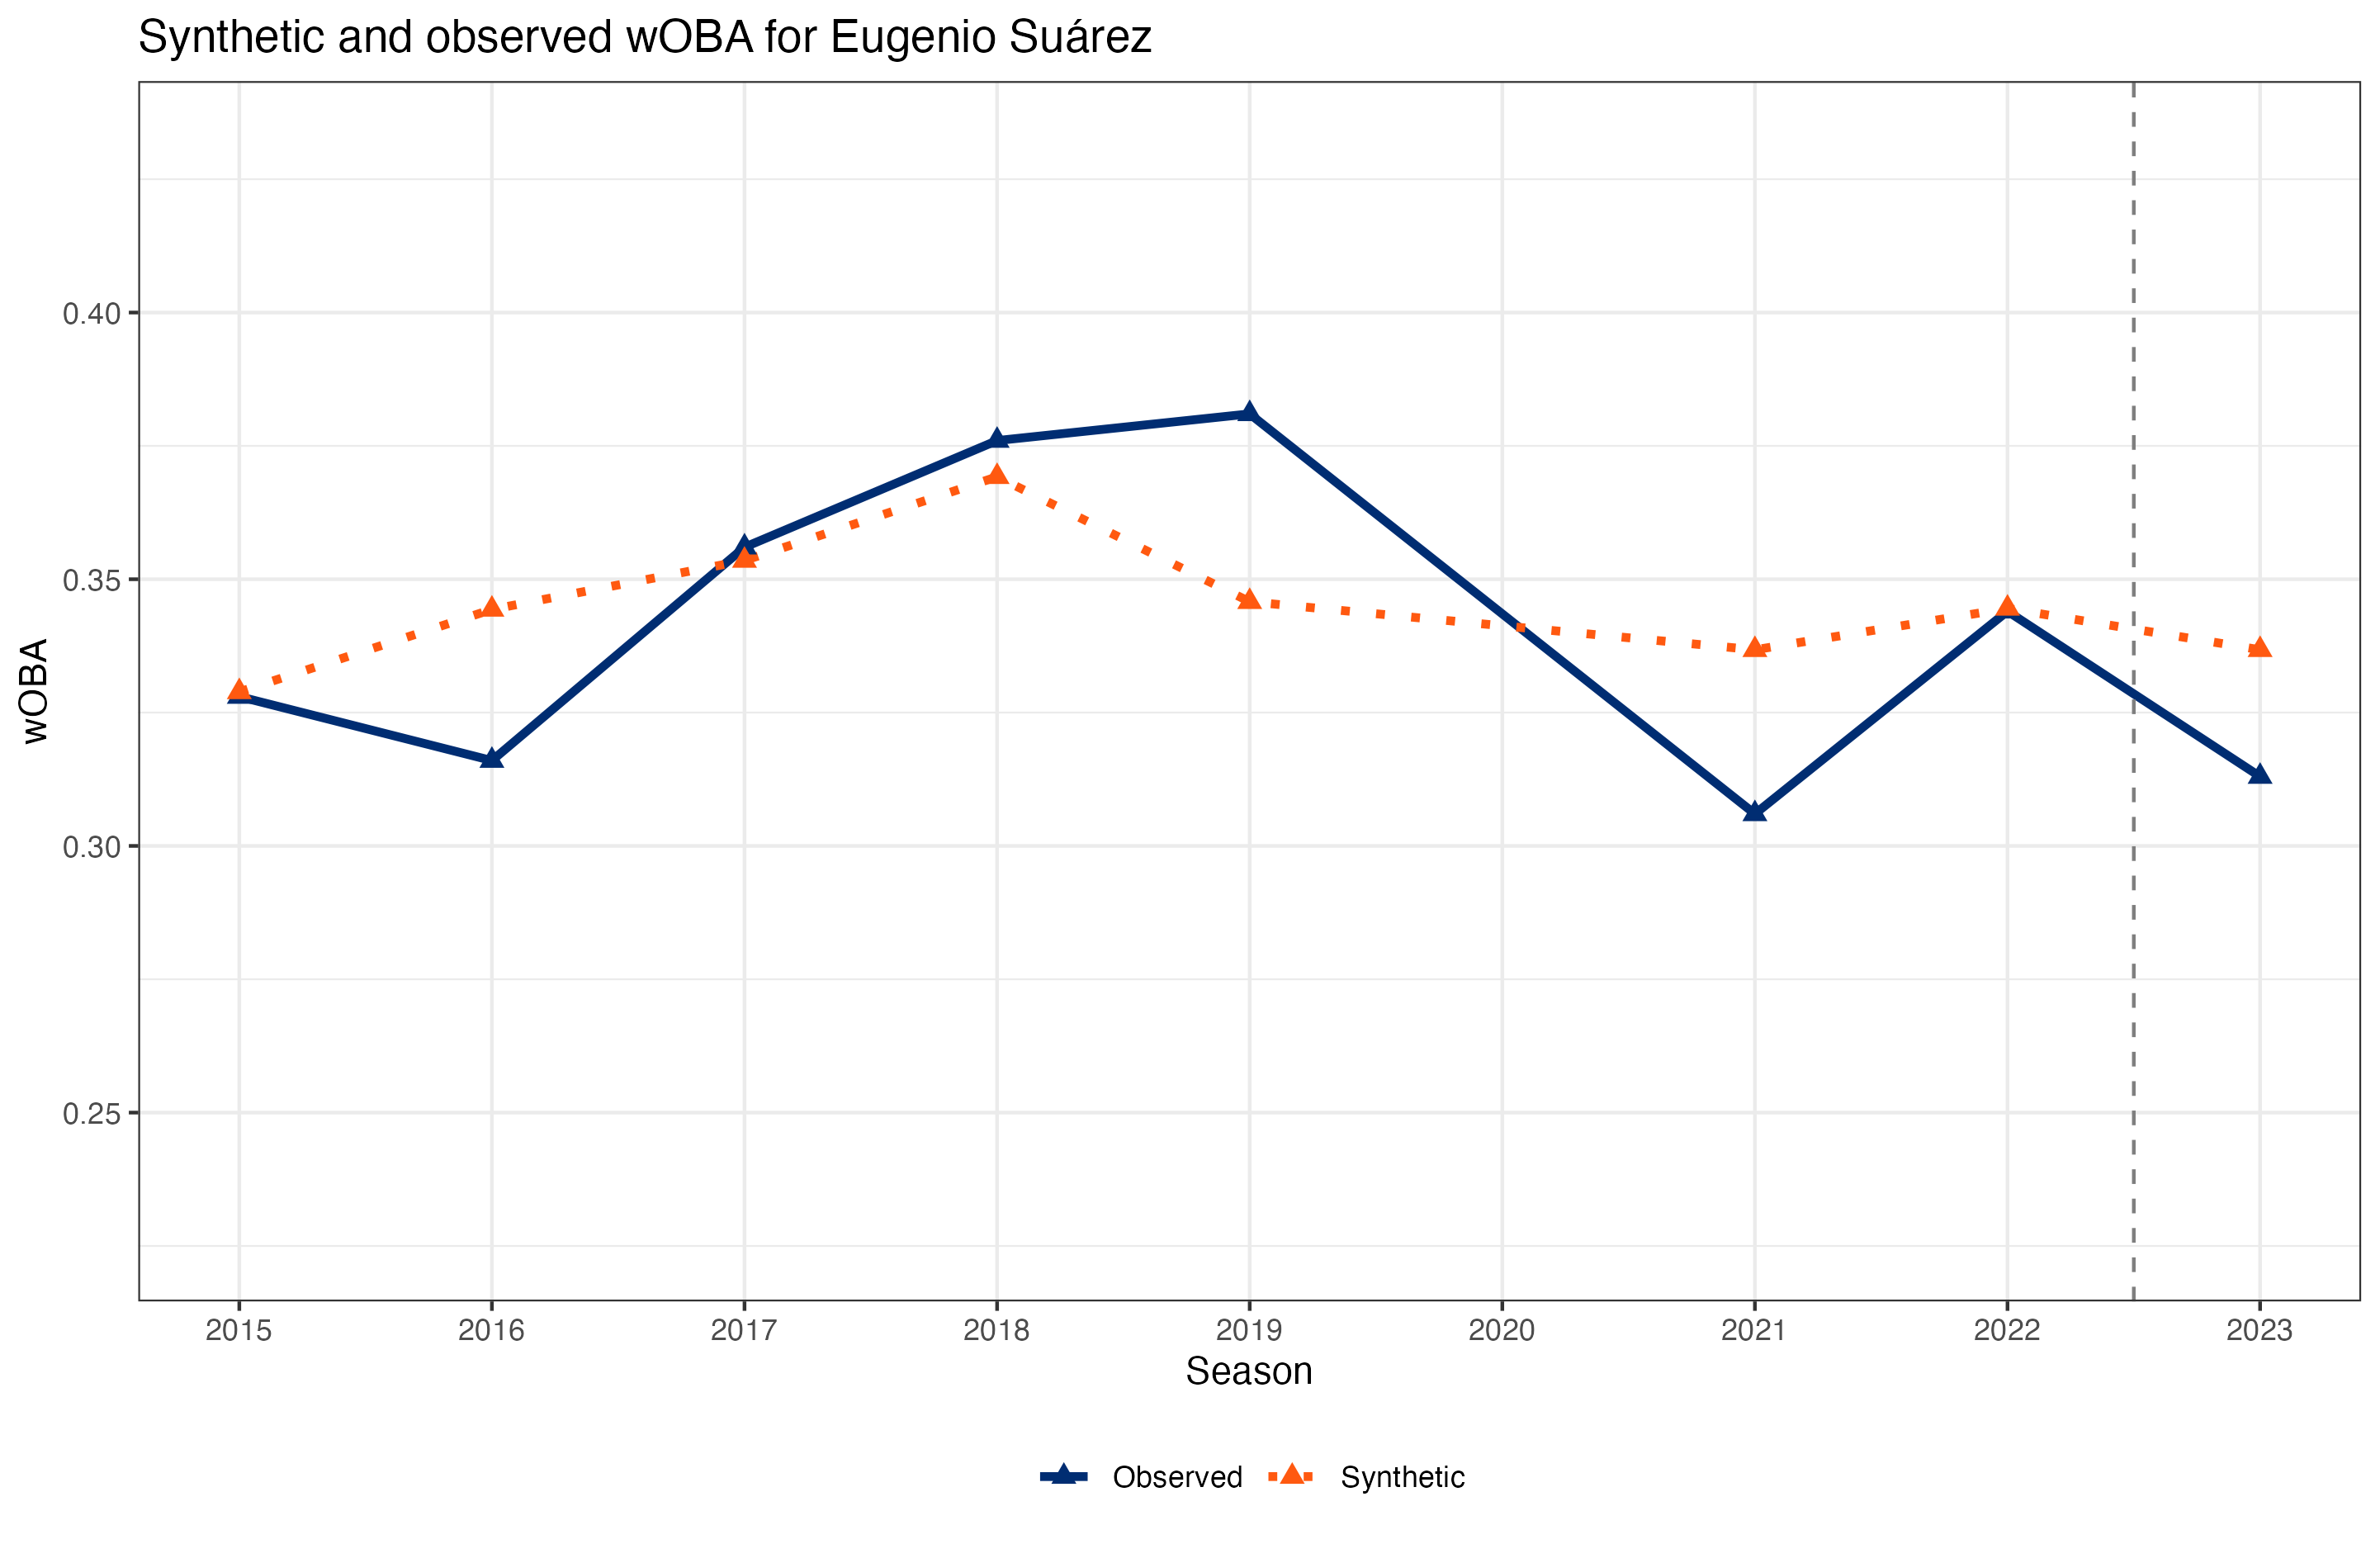 Synthetic and observed wOBA for Eugenio Suárez
wOBA
0.40
0.35
0.30
0.25
2015 2016 2017 2018 2019 2020 2021 2022 2023
Season
Observed Synthetic